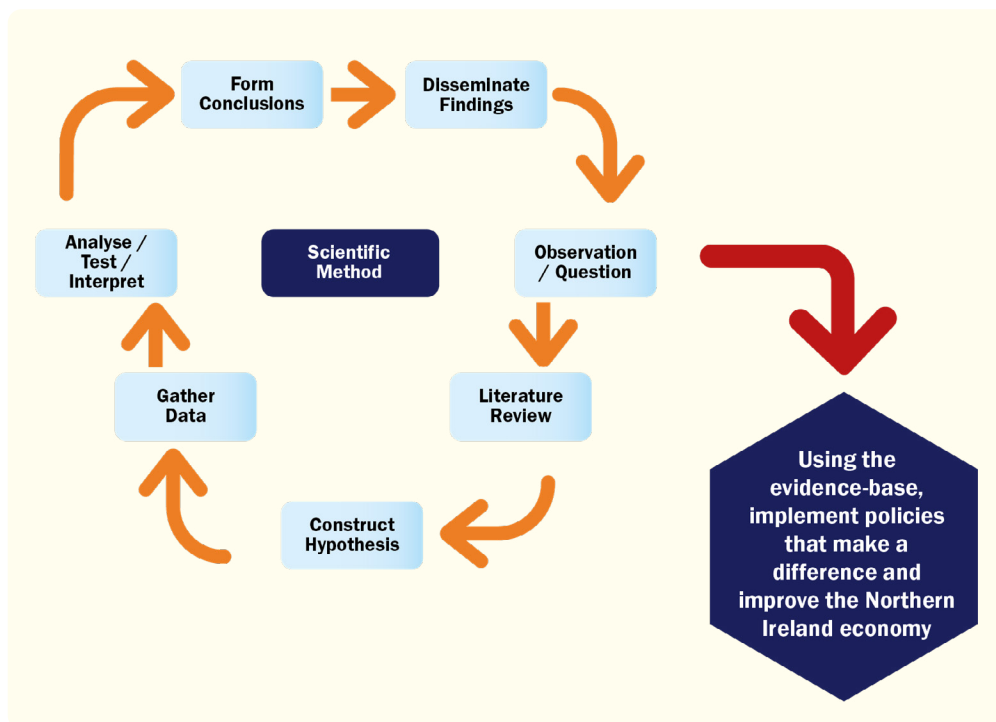 Form
Conclusions
Disseminate
Findings
Analyse /
Test /
Interpret
Scientific
Method
Observation
/ Question
Gather
Data
Literature
Review
Construct
Hypothesis
Using the
evidence-base,
implement policies
that make a
difference and
improve the Northern
Ireland economy